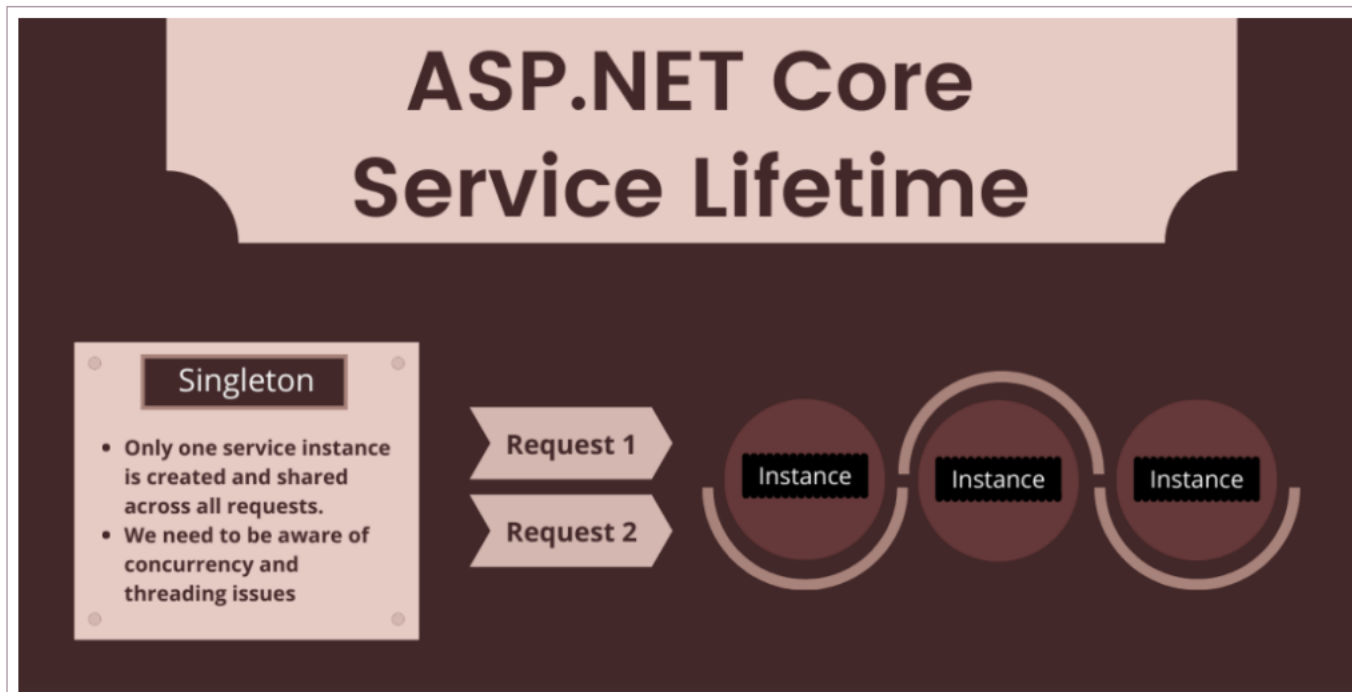 ASP.NET Core
Service Lifetime
Singleton
• Only one service instance
is created and shared
across all requests.
• We need to be aware of
concurrency and
threading issues
Request 1
Request 2
Instance
Instance
Instance